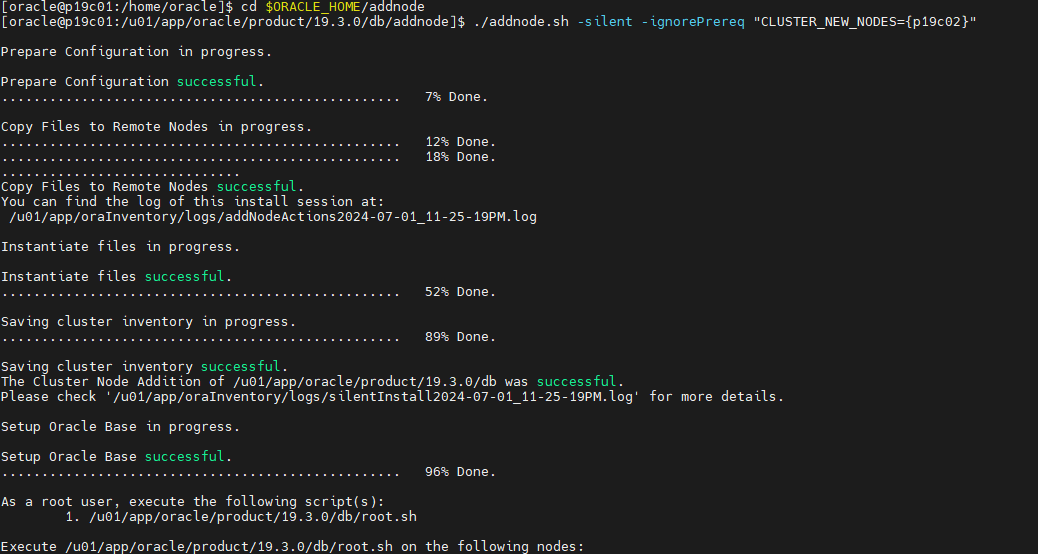 [oracle@p19c01:/home/oracle]$ cd $ORACLE_HOME/addnode
[oracle@p19c01:/u01/app/oracle/product/19.3.0/db/addnode]$ ./addnode.sh -silent -ignorePrereq "CLUSTER_NEW_NODES={p19c02}"
Prepare Configuration in progress.
Prepare Configuration successful.
..................................................   7% Done.
Copy Files to Remote Nodes in progress.
..................................................   12% Done.
..................................................   18% Done.
..............................
Copy Files to Remote Nodes successful.
You can find the log of this install session at:
 /u01/app/oraInventory/logs/addNodeActions2024-07-01_11-25-19PM.log
Instantiate files in progress.
Instantiate files successful.
..................................................   52% Done.
Saving cluster inventory in progress.
..................................................   89% Done.
Saving cluster inventory successful.
The Cluster Node Addition of /u01/app/oracle/product/19.3.0/db was successful.
Please check '/u01/app/oraInventory/logs/silentInstall2024-07-01_11-25-19PM.log' for more details.
Setup Oracle Base in progress.
Setup Oracle Base successful.
..................................................   96% Done.
As a root user, execute the following script(s):
        1. /u01/app/oracle/product/19.3.0/db/root.sh
Execute /u01/app/oracle/product/19.3.0/db/root.sh on the following nodes: